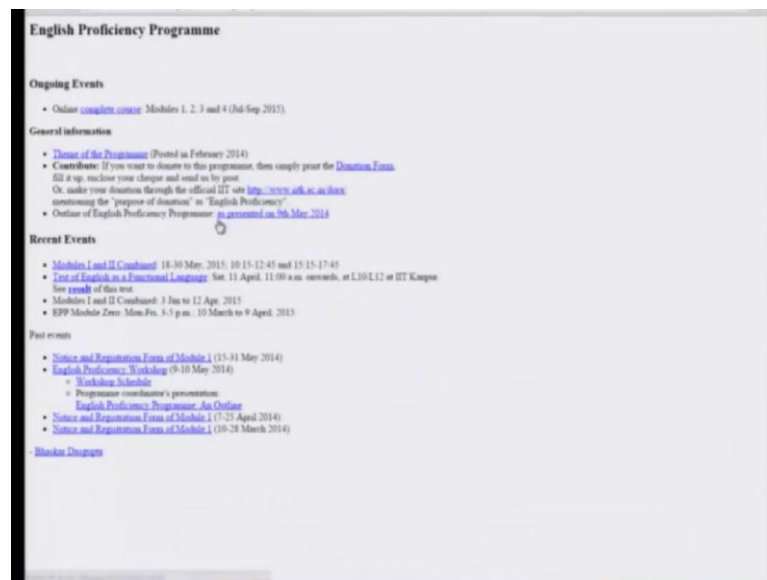 English Proficiency Programme
Ongoing Events
• Online complete course: Modules 1, 2, 3 and 4 (Jul-Sep 2015).
General information
• Theme of the Programme (Posted in February 2014)
• Contribute: If you want to donate to this programme, then simply print the Donation Form,
fill it up, enclose your cheque and send us by post.
Or, make your donation through the official IIT site http://www.iitk.ac.in/dora/
mentioning the "purpose of donation" as "English Proficiency".
• Outline of English Proficiency Programme: as presented on 9th May 2014
Recent Events
• Modules I and II Combined: 18-30 May, 2015; 10:15-12:45 and 15:15-17:45
• Test of English as a Functional Language: Sat, 11 April, 11:00 a.m. onwards, at L10/L12 at IIT Kanpur.
See result of this test.
• Modules I and II Combined: 3 Jan to 12 Apr, 2015
• EPP Module Zero: Mon-Fri, 3-5 p.m.: 10 March to 9 April, 2015
Past events
• Notice and Registration Form of Module 1 (15-31 May 2014)
• English Proficiency Workshop (9-10 May 2014)
○ Workshop Schedule
○ Programme coordinator's presentation:
English Proficiency Programme: An Outline
• Notice and Registration Form of Module 1 (7-25 April 2014)
• Notice and Registration Form of Module 1 (10-28 March 2014)
- Bhaskar Dasgupta